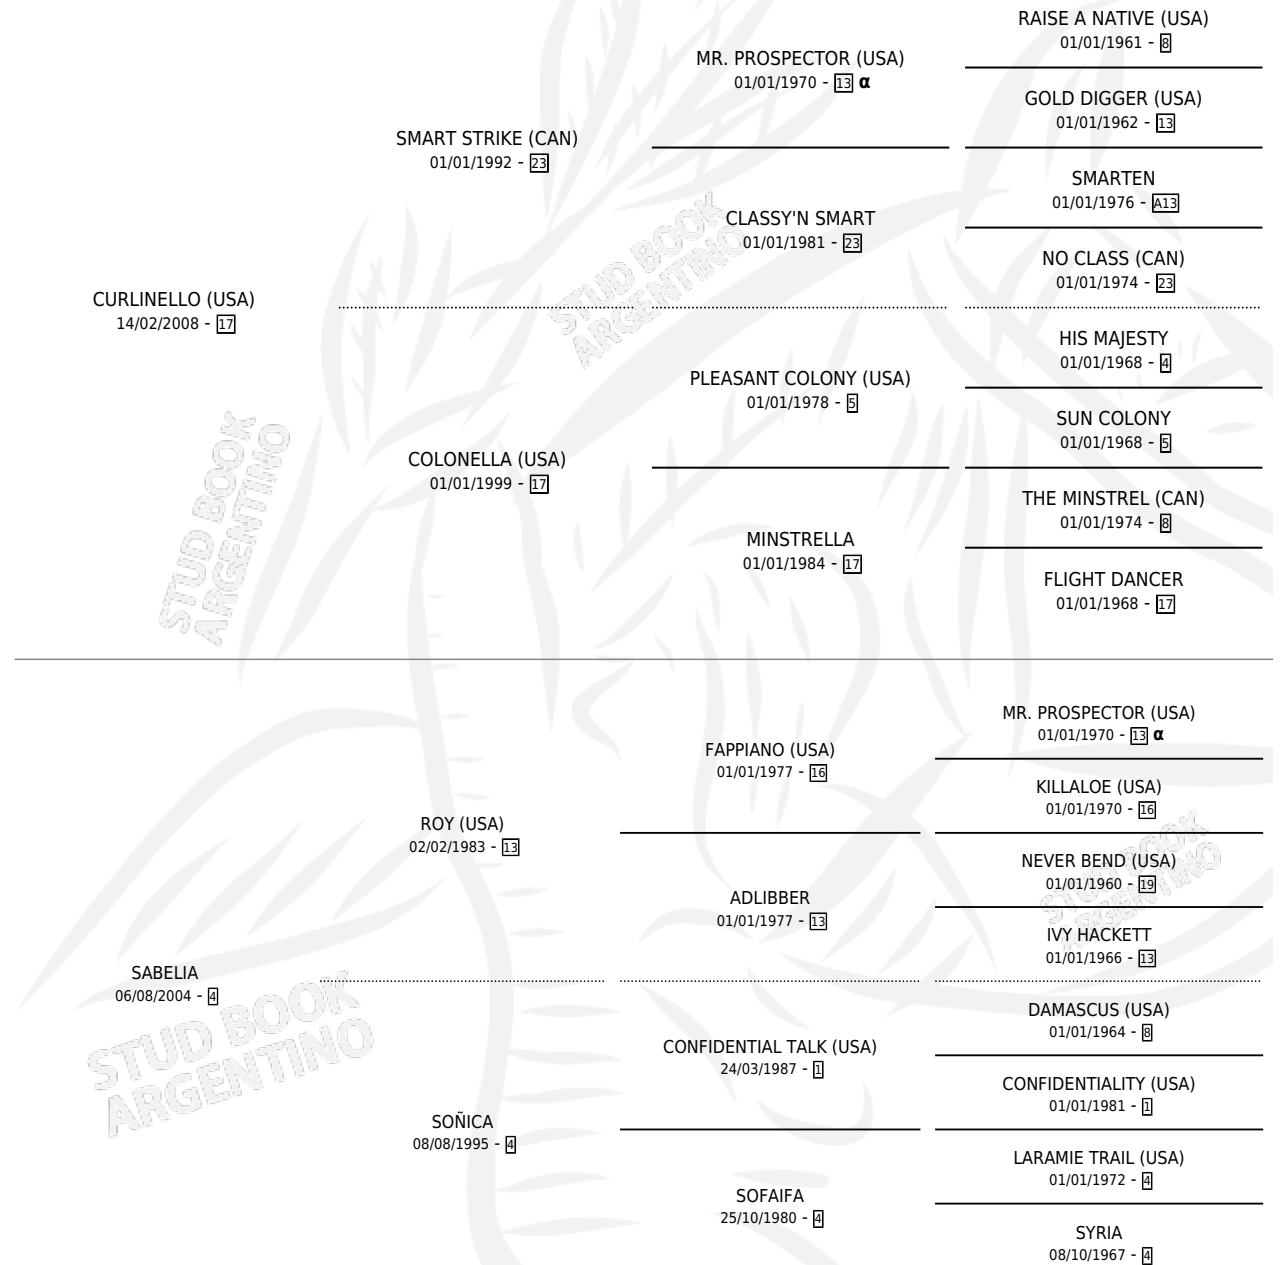 RAISE A NATIVE (USA)
01/01/1961 - 8
MR. PROSPECTOR (USA)
01/01/1970 - 13 α
GOLD DIGGER (USA)
01/01/1962 - 13
SMART STRIKE (CAN)
01/01/1992 - 23
SMARTEN
01/01/1976 - A13
CLASSY'N SMART
01/01/1981 - 23
NO CLASS (CAN)
01/01/1974 - 23
CURLINELLO (USA)
14/02/2008 - 17
HIS MAJESTY
01/01/1968 - 4
PLEASANT COLONY (USA)
01/01/1978 - 5
SUN COLONY
01/01/1968 - 5
COLONELLA (USA)
01/01/1999 - 17
THE MINSTREL (CAN)
01/01/1974 - 8
MINSTRELLA
01/01/1984 - 17
FLIGHT DANCER
01/01/1968 - 17
MR. PROSPECTOR (USA)
01/01/1970 - 13 α
FAPPIANO (USA)
01/01/1977 - 16
KILLALOE (USA)
01/01/1970 - 16
ROY (USA)
02/02/1983 - 13
NEVER BEND (USA)
01/01/1960 - 19
ADLIBBER
01/01/1977 - 13
IVY HACKETT
01/01/1966 - 13
SABELIA
06/08/2004 - 4
DAMASCUS (USA)
01/01/1964 - 8
CONFIDENTIAL TALK (USA)
24/03/1987 - 1
CONFIDENTIALITY (USA)
01/01/1981 - 1
SOÑICA
08/08/1995 - 4
LARAMIE TRAIL (USA)
01/01/1972 - 4
SOFAIFA
25/10/1980 - 4
SYRIA
08/10/1967 - 4
STUD BOOK
ARGENTINO
STUD BOOK
ARGENTINO
STUD BOOK
ARGENTINO
STUD BOOK
ARGENTINO